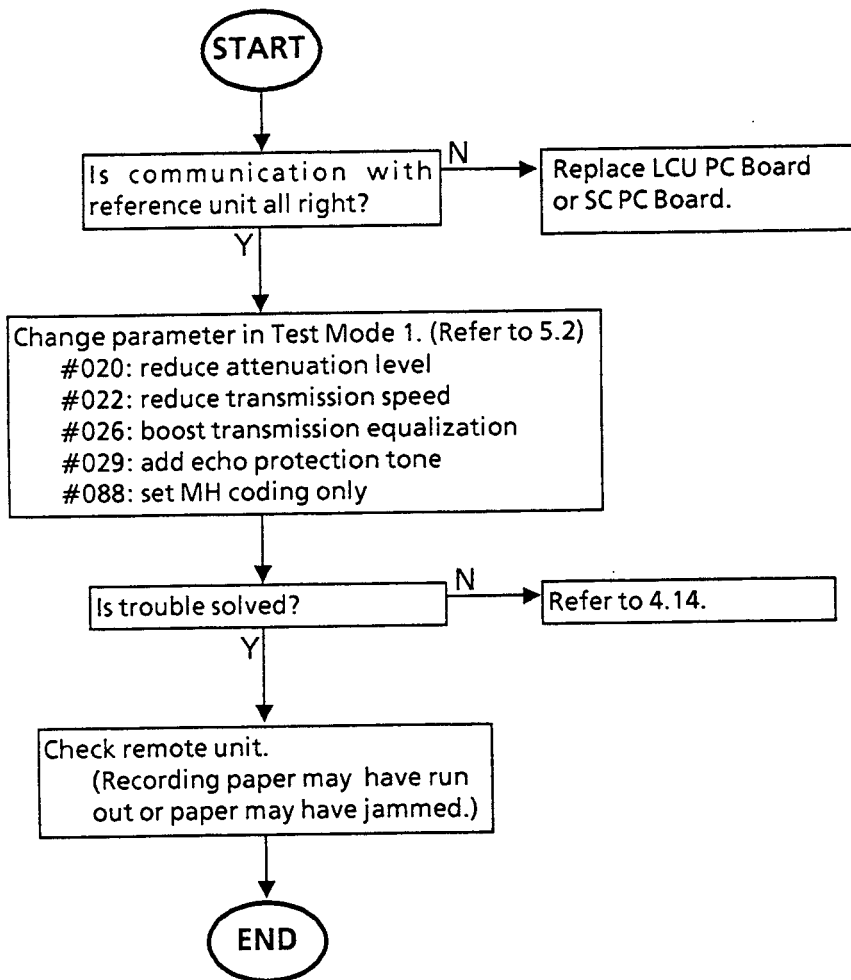 START
Is communication with
reference unit all right?
N
Replace LCU PC Board
or SC PC Board.
Y
Change parameter in Test Mode 1. (Refer to 5.2)
#020: reduce attenuation level
#022: reduce transmission speed
#026: boost transmission equalization
#029: add echo protection tone
#088: set MH coding only
Is trouble solved?
N
Refer to 4.14.
Y
Check remote unit.
(Recording paper may have run
out or paper may have jammed.)
END